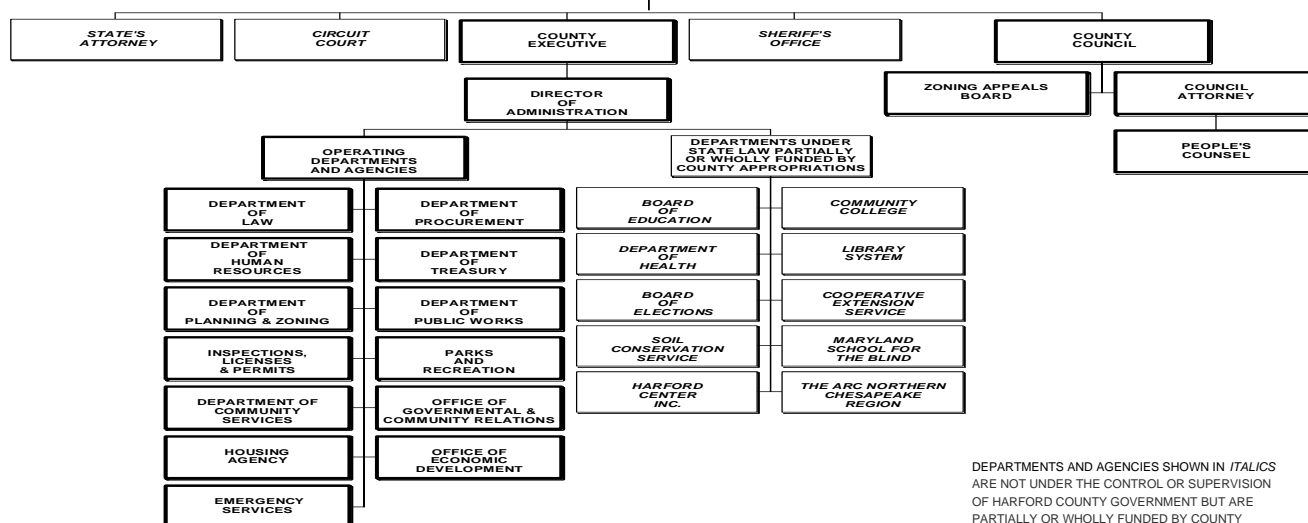 STATE'S
ATTORNEY
CIRCUIT
COURT
COUNTY
EXECUTIVE
SHERIFF'S
OFFICE
COUNTY
COUNCIL
DIRECTOR
OF
ADMINISTRATION
ZONING APPEALS
BOARD
COUNCIL
ATTORNEY
PEOPLE'S
COUNSEL
OPERATING
DEPARTMENTS
AND AGENCIES
DEPARTMENTS UNDER
STATE LAW PARTIALLY
OR WHOLLY FUNDED BY
COUNTY APPROPRIATIONS
DEPARTMENT
OF
LAW
DEPARTMENT
OF
PROCUREMENT
DEPARTMENT
OF
HUMAN
RESOURCES
DEPARTMENT
OF
TREASURY
DEPARTMENT
OF
PLANNING & ZONING
DEPARTMENT
OF
PUBLIC WORKS
INSPECTIONS,
LICENSES
& PERMITS
PARKS
AND
RECREATION
DEPARTMENT OF
COMMUNITY
SERVICES
OFFICE OF
GOVERNMENTAL &
COMMUNITY RELATIONS
HOUSING
AGENCY
OFFICE OF
ECONOMIC
DEVELOPMENT
EMERGENCY
SERVICES
BOARD
OF
EDUCATION
COMMUNITY
COLLEGE
DEPARTMENT
OF
HEALTH
LIBRARY
SYSTEM
BOARD
OF
ELECTIONS
COOPERATIVE
EXTENSION
SERVICE
SOIL
CONSERVATION
SERVICE
MARYLAND
SCHOOL FOR
THE BLIND
HARFORD
CENTER
INC.
THE ARC NORTHERN
CHESAPEAKE
REGION
DEPARTMENTS AND AGENCIES SHOWN IN ITALICS
ARE NOT UNDER THE CONTROL OR SUPERVISION
OF HARFORD COUNTY GOVERNMENT BUT ARE
PARTIALLY OR WHOLLY FUNDED BY COUNTY